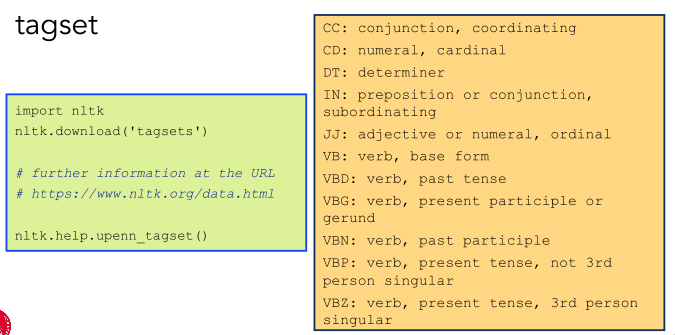 tagset
import nltk
nltk.download('tagsets')
# further information at the URL
# https://www.nltk.org/data.html
nltk.help.upenn_tagset()
CC: conjunction, coordinating
CD: numeral, cardinal
DT: determiner
IN: preposition or conjunction,
subordinating
JJ: adjective or numeral, ordinal
VB: verb, base form
VBD: verb, past tense
VBG: verb, present participle or
gerund
VBN: verb, past participle
VBP: verb, present tense, not 3rd
person singular
VBZ: verb, present tense, 3rd person
singular